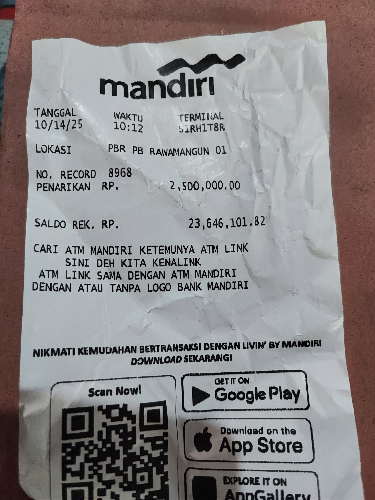 mandiri
TANGGAL WAKTU TERMINAL
10/14/25 10:12 S1RH1T8R
LOKASI PBR PB RAWAMANGUN 01
NO. RECORD 8968
PENARIKAN RP. 2,500,000.00
SALDO REK. RP. 23,646,101.82
CARI ATM MANDIRI KETEMUNYA ATM LINK
SINI DEH KITA KENALINK
ATM LINK SAMA DENGAN ATM MANDIRI
DENGAN ATAU TANPA LOGO BANK MANDIRI
NIKMATI KEMUDAHAN BERTRANSAKSI DENGAN LIVIN' BY MANDIRI
DOWNLOAD SEKARANG!
Scan Now!
GET IT ON
Google Play
Download on the
App Store
EXPLORE IT ON
AppGallery